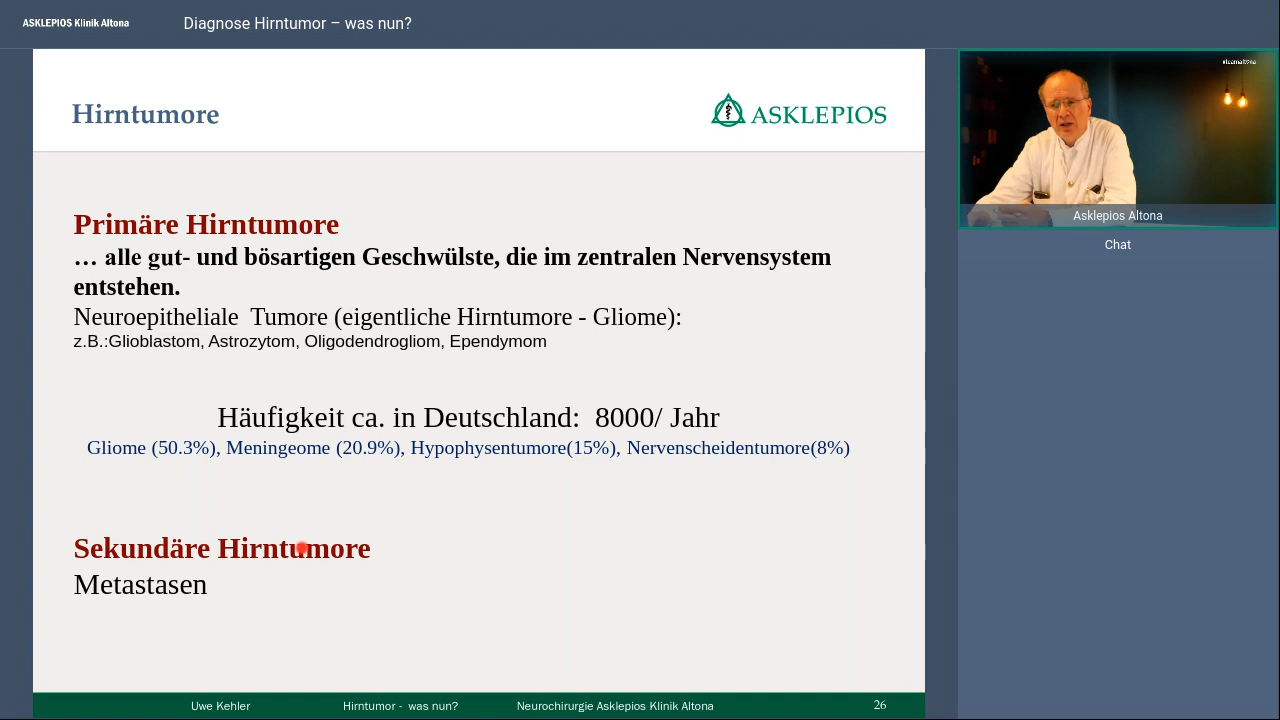 ASKLEPIOS Klinik Altona
Diagnose Hirntumor – was nun?
Hirntumore
ASKLEPIOS
Primäre Hirntumore
… alle gut- und bösartigen Geschwülste, die im zentralen Nervensystem
entstehen.
Neuroepitheliale  Tumore (eigentliche Hirntumore - Gliome):
z.B.:Glioblastom, Astrozytom, Oligodendrogliom, Ependymom
Häufigkeit ca. in Deutschland:  8000/ Jahr
Gliome (50.3%), Meningeome (20.9%), Hypophysentumore(15%), Nervenscheidentumore(8%)
Sekundäre Hirntumore
Metastasen
Uwe Kehler
Hirntumor -  was nun?
Neurochirurgie Asklepios Klinik Altona
26
Asklepios Altona
Chat